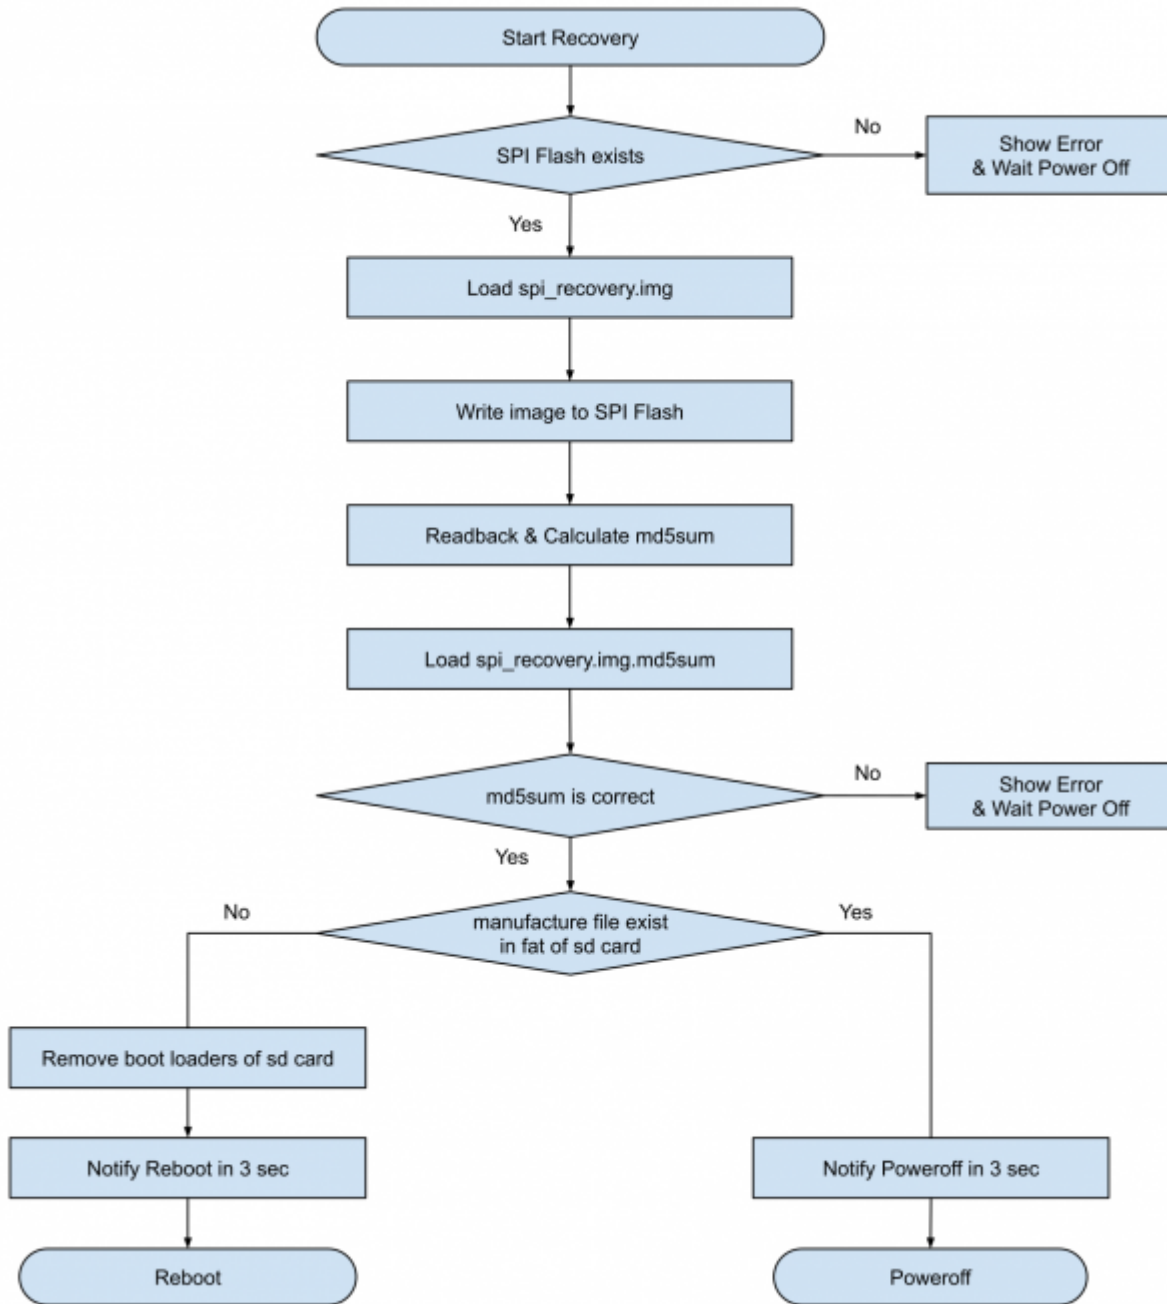 Start Recovery
SPI Flash exists
No
Show Error
& Wait Power Off
Yes
Load spi_recovery.img
Write image to SPI Flash
Readback & Calculate md5sum
Load spi_recovery.img.md5sum
md5sum is correct
No
Show Error
& Wait Power Off
Yes
No
manufacture file exist
in fat of sd card
Yes
Remove boot loaders of sd card
Notify Reboot in 3 sec
Notify Poweroff in 3 sec
Reboot
Poweroff